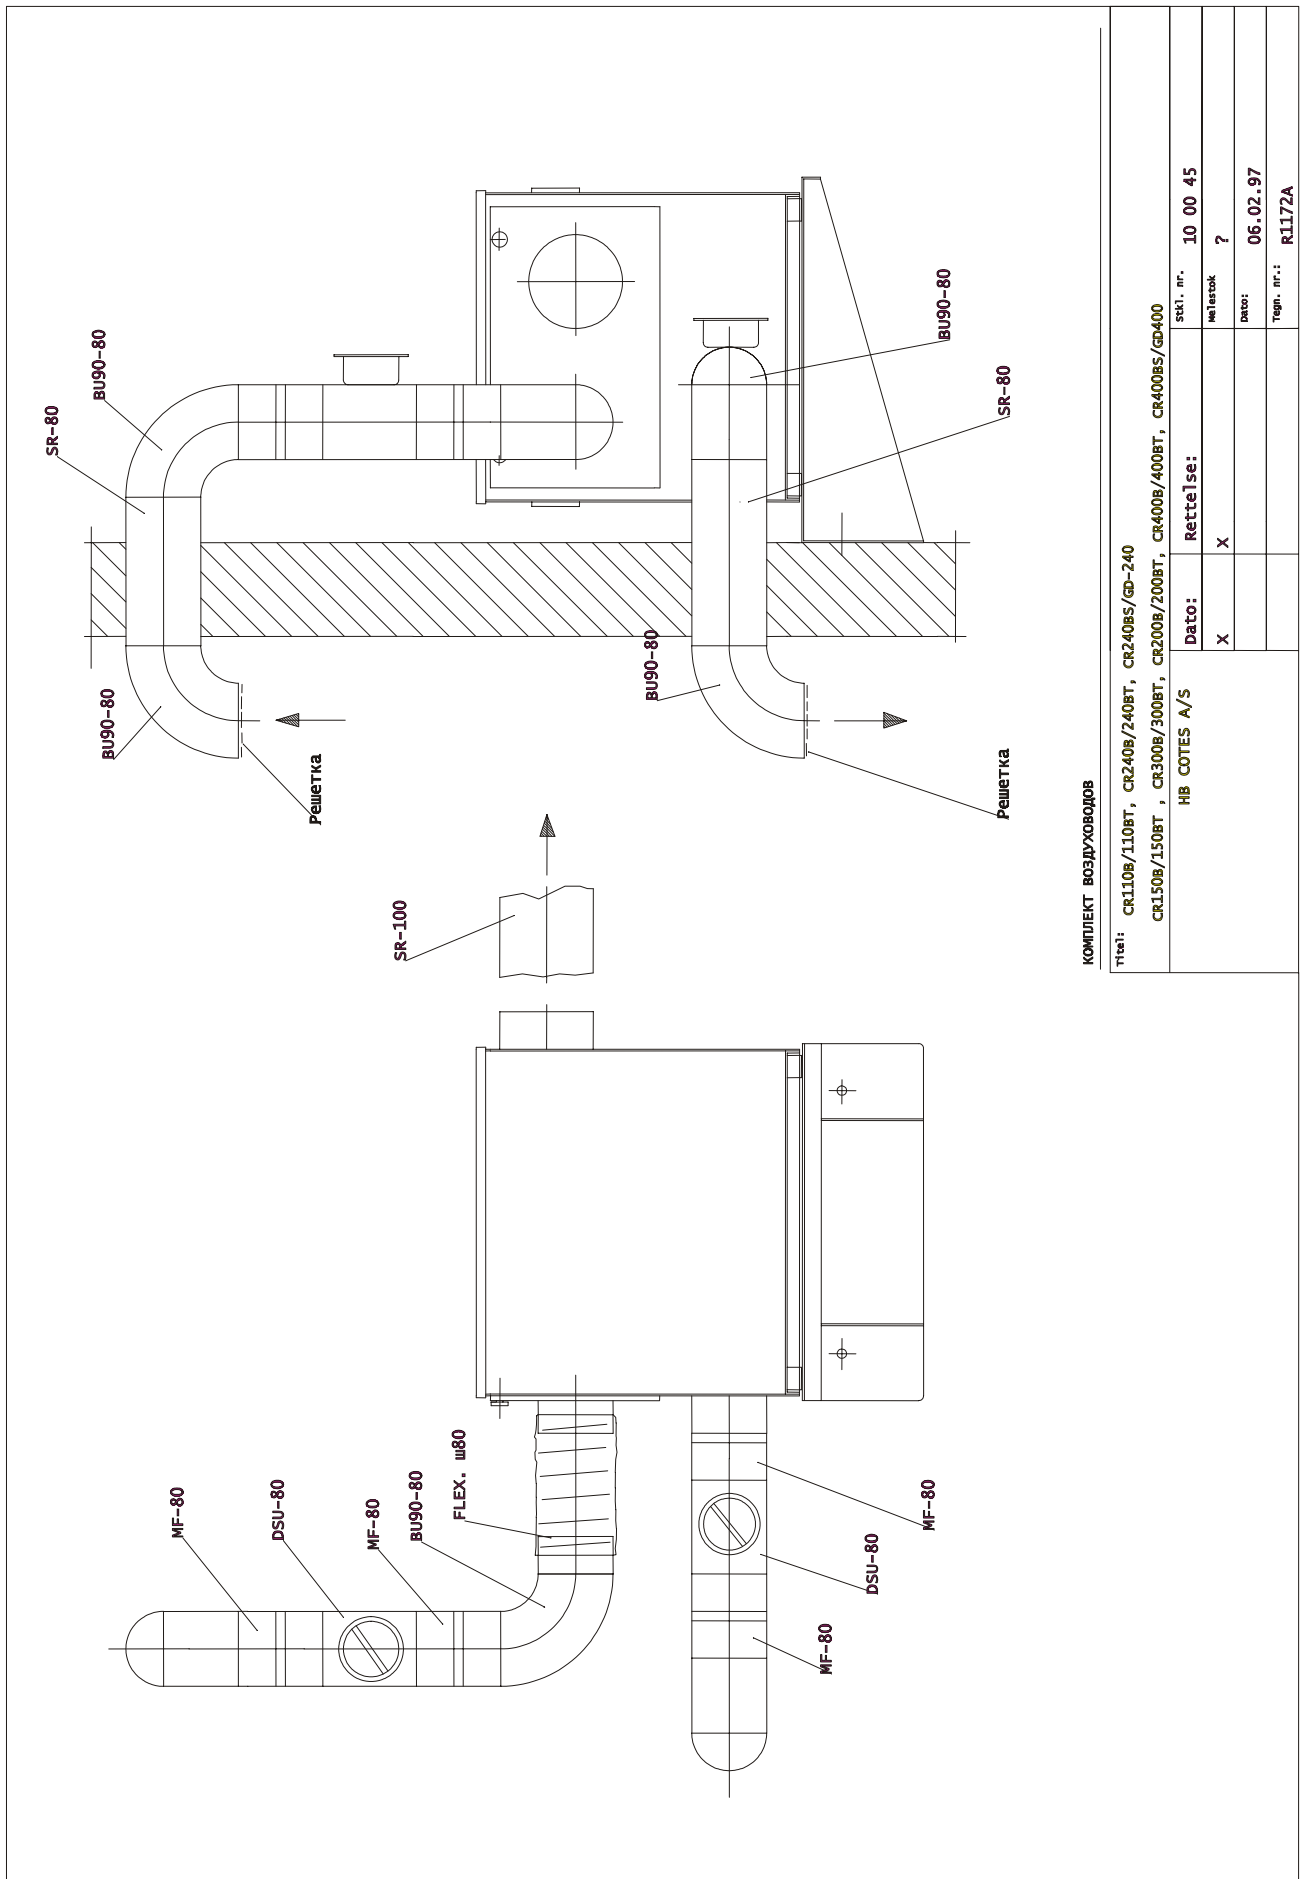 MF-80
DSU-80
MF-80
BU90-80
FLEX. ш80
MF-80
DSU-80
MF-80
SR-100
SR-80
BU90-80
BU90-80
Решетка
BU90-80
SR-80
BU90-80
Решетка
КОМПЛЕКТ ВОЗДУХОВОДОВ
Titel: CR110B/110BT, CR240B/240BT, CR240BS/GD-240
CR150B/150BT , CR300B/300BT, CR200B/200BT, CR400B/400BT, CR400BS/GD400
HB COTES A/S
Dato: Rettelse: Stkl. nr. 10 00 45
X X Melestok ?
Dato: 06.02.97
Tegn. nr.: R1172A